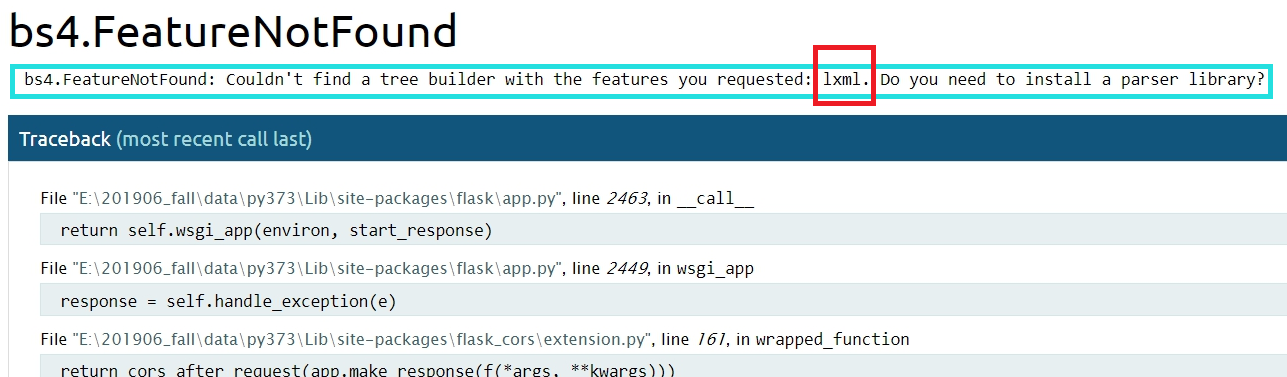 bs4.FeatureNotFound
bs4.FeatureNotFound: Couldn't find a tree builder with the features you requested: lxml. Do you need to install a parser library?
Traceback (most recent call last)
File "E:\201906_fall\data\py373\Lib\site-packages\flask\app.py", line 2463, in __call__
return self.wsgi_app(environ, start_response)
File "E:\201906_fall\data\py373\Lib\site-packages\flask\app.py", line 2449, in wsgi_app
response = self.handle_exception(e)
File "E:\201906_fall\data\py373\Lib\site-packages\flask_cors\extension.py", line 161, in wrapped_function
return cors_after_request(app.make_response(f(*args, **kwargs)))